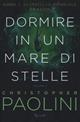 DORMIRE IN
UN MARE DI
STELLE
CHRISTOPHER
PAOLINI